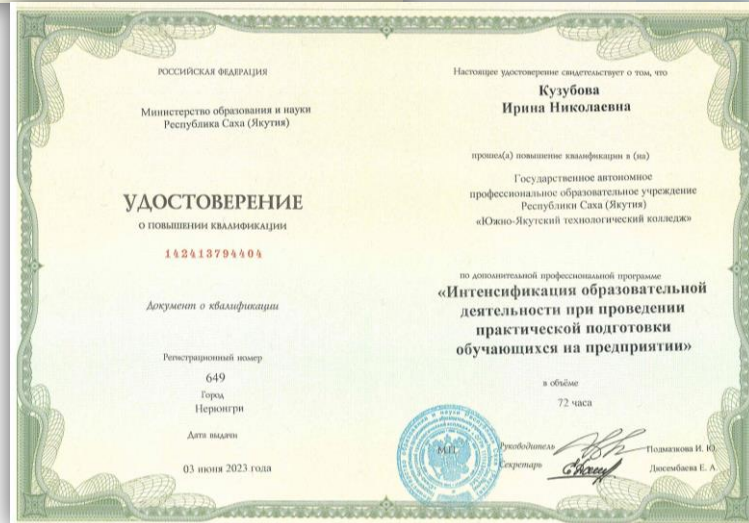 РОССИЙСКАЯ ФЕДЕРАЦИЯ
Министерство образования и науки
Республика Саха (Якутия)
УДОСТОВЕРЕНИЕ
О ПОВЫШЕНИИ КВАЛИФИКАЦИИ
142413794404
Документ о квалификации
Регистрационный номер
649
Город
Нерюнгри
Дата выдачи
03 июня 2023 года
Настоящее удостоверение свидетельствует о том, что
Кузубова
Ирина Николаевна
прошел(а) повышение квалификации в (на)
Государственное автономное
профессиональное образовательное учреждение
Республики Саха (Якутия)
«Южно-Якутский технологический колледж»
по дополнительной профессиональной программе
«Интенсификация образовательной
деятельности при проведении
практической подготовки
обучающихся на предприятии»
в объёме
72 часа
М.П.
Руководитель
Подмазкова И. Ю.
Секретарь
Дюсембаева Е. А.